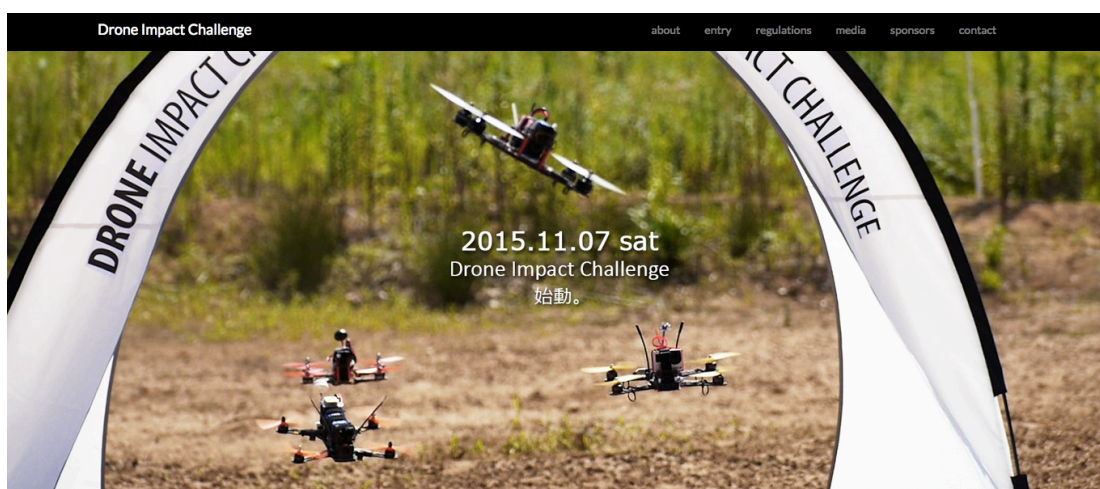 Drone Impact Challenge
about entry regulations media sponsors contact
DRONE IMPACT C
CT CHALLENGE
2015.11.07 sat
Drone Impact Challenge
始動。